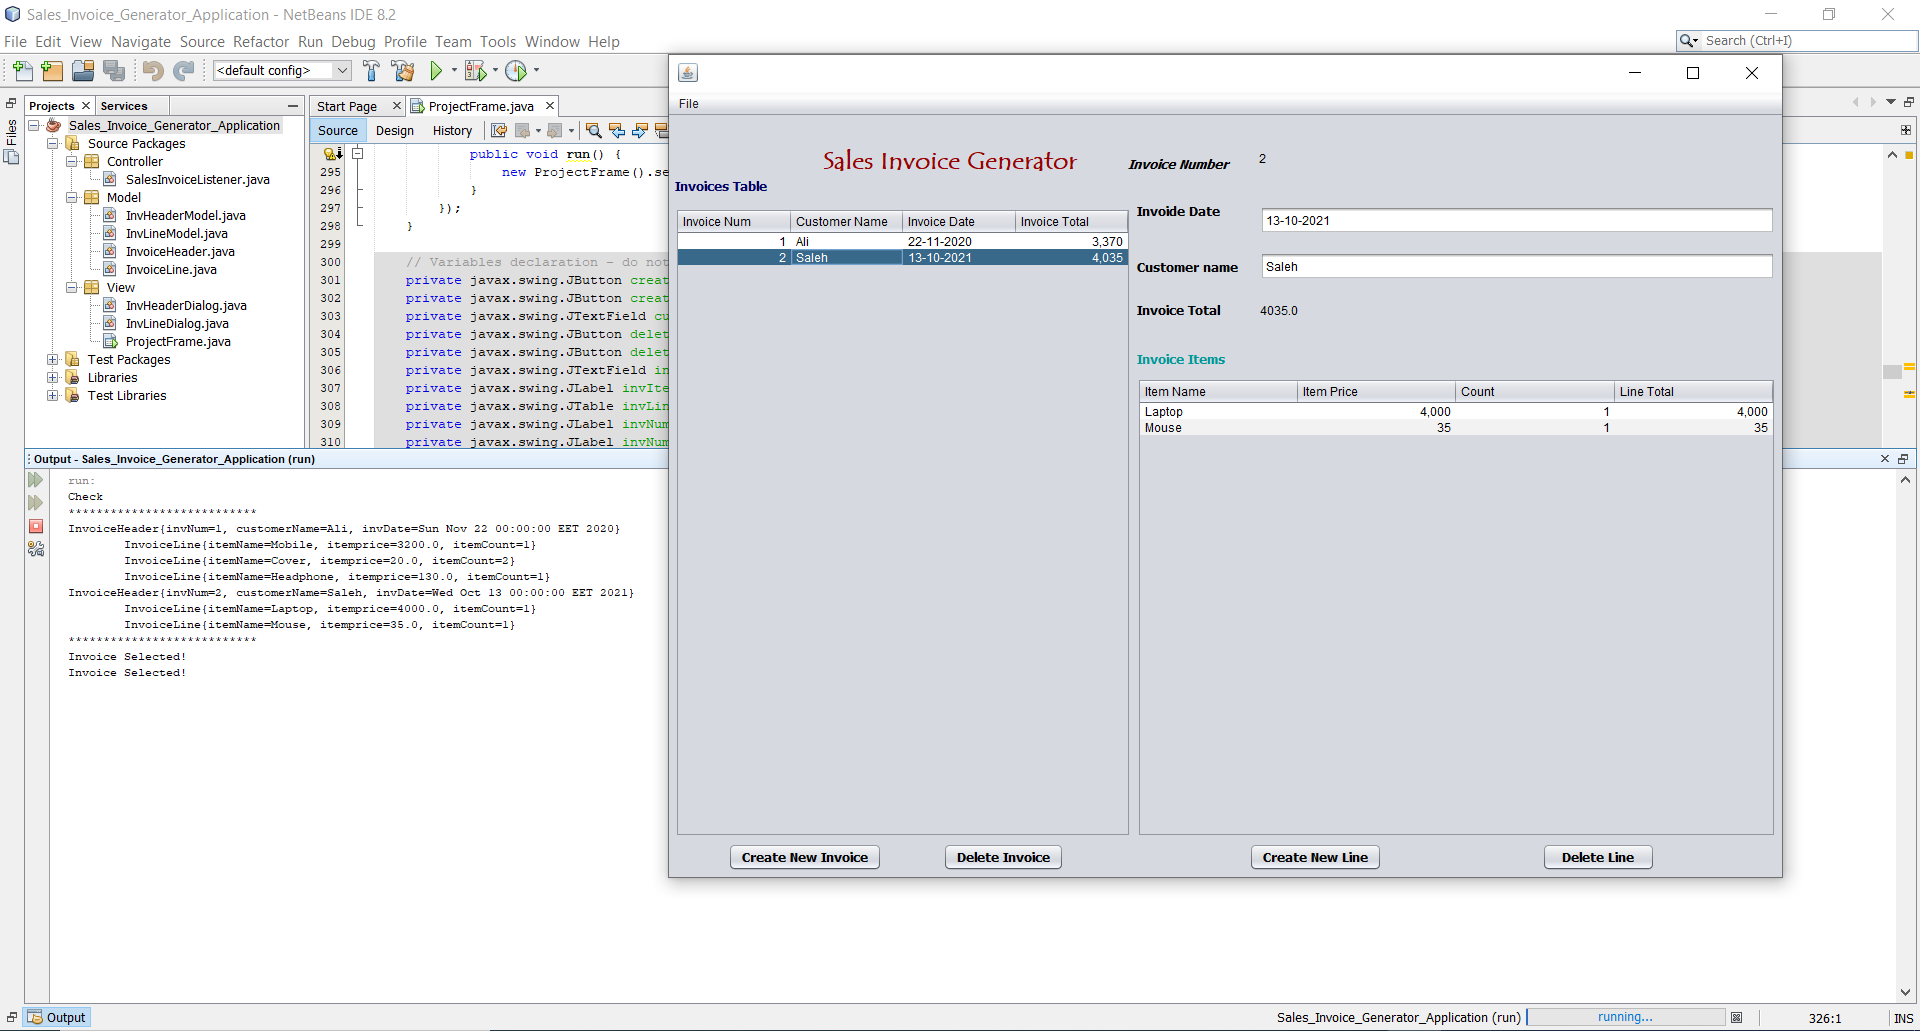 Sales_Invoice_Generator_Application - NetBeans IDE 8.2
File Edit View Navigate Source Refactor Run Debug Profile Team Tools Window Help
Search (Ctrl+I)
<default config>
Files
Projects Services
Sales_Invoice_Generator_Application
Source Packages
Controller
SalesInvoiceListener.java
Model
InvHeaderModel.java
InvLineModel.java
InvoiceHeader.java
InvoiceLine.java
View
InvHeaderDialog.java
InvLineDialog.java
ProjectFrame.java
Test Packages
Libraries
Test Libraries
Start Page ProjectFrame.java
Source Design History
public void run() {
295 new ProjectFrame().se
296 }
297 });
298 }
299
300 // Variables declaration - do not
301 private javax.swing.JButton creat
302 private javax.swing.JButton creat
303 private javax.swing.JTextField cu
304 private javax.swing.JButton delet
305 private javax.swing.JButton delet
306 private javax.swing.JTextField in
307 private javax.swing.JLabel invIte
308 private javax.swing.JTable invLin
309 private javax.swing.JLabel invNum
310 private javax.swing.JLabel invNum
Output - Sales_Invoice_Generator_Application (run)
run:
Check
***************************
InvoiceHeader{invNum=1, customerName=Ali, invDate=Sun Nov 22 00:00:00 EET 2020}
InvoiceLine{itemName=Mobile, itemprice=3200.0, itemCount=1}
InvoiceLine{itemName=Cover, itemprice=20.0, itemCount=2}
InvoiceLine{itemName=Headphone, itemprice=130.0, itemCount=1}
InvoiceHeader{invNum=2, customerName=Saleh, invDate=Wed Oct 13 00:00:00 EET 2021}
InvoiceLine{itemName=Laptop, itemprice=4000.0, itemCount=1}
InvoiceLine{itemName=Mouse, itemprice=35.0, itemCount=1}
***************************
Invoice Selected!
Invoice Selected!
File
Sales Invoice Generator
Invoices Table
Invoice Num Customer Name Invoice Date Invoice Total
1 Ali 22-11-2020 3,370
2 Saleh 13-10-2021 4,035
Create New Invoice Delete Invoice
Invoice Number 2
Invoide Date 13-10-2021
Customer name Saleh
Invoice Total 4035.0
Invoice Items
Item Name Item Price Count Line Total
Laptop 4,000 1 4,000
Mouse 35 1 35
Create New Line Delete Line
Output
Sales_Invoice_Generator_Application (run) running... 326:1 INS